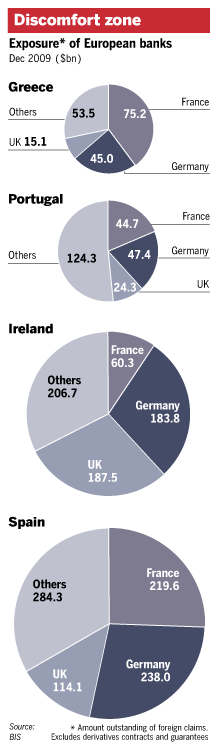 Discomfort zone
Exposure* of European banks
Dec 2009 ($bn)
Greece
Others
53.5
75.2
France
UK 15.1
45.0
Germany
Portugal
44.7
France
Others
124.3
47.4
Germany
24.3
UK
Ireland
France
60.3
Others
206.7
Germany
183.8
UK
187.5
Spain
France
219.6
Others
284.3
Germany
238.0
UK
114.1
Source:
BIS
* Amount outstanding of foreign claims.
Excludes derivatives contracts and guarantees